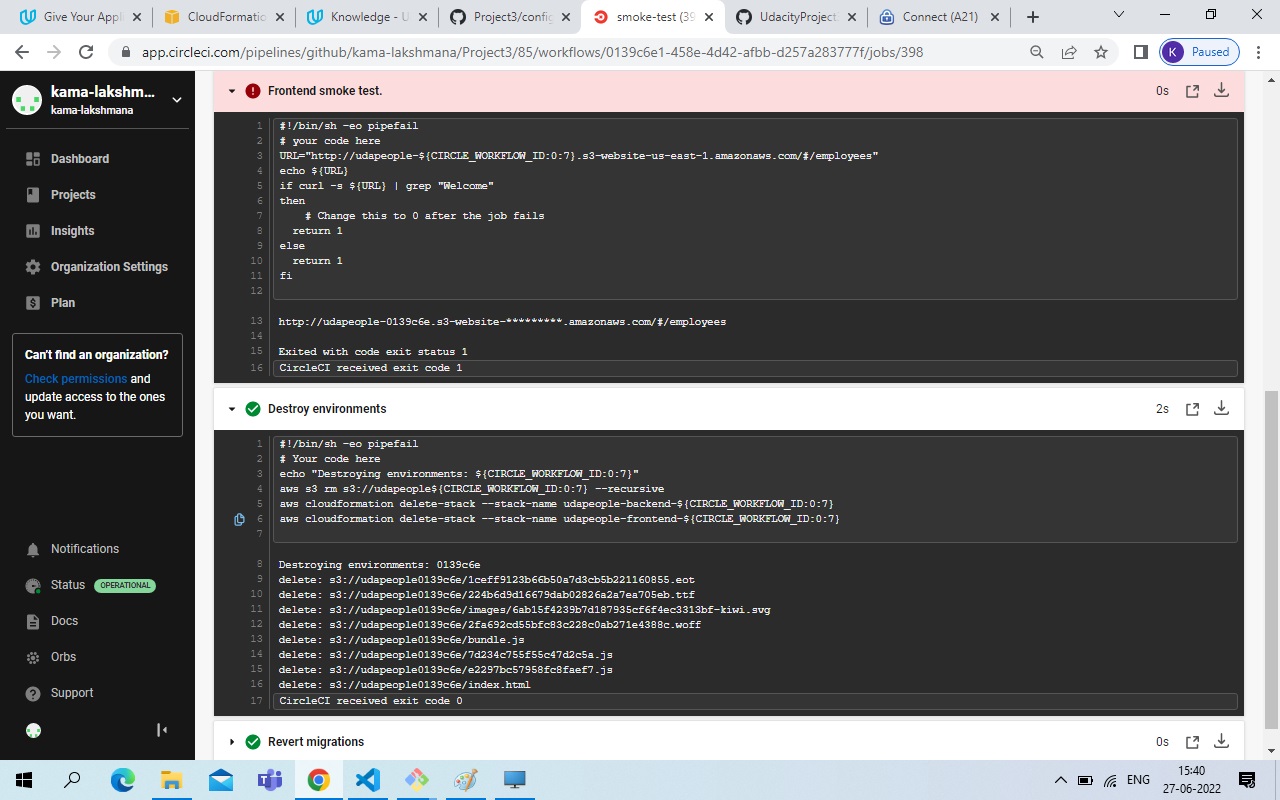 Give Your Appli
CloudFormatic
Knowledge - U
Project3/config
smoke-test (39
UdacityProject
Connect (A21)
app.circleci.com/pipelines/github/kama-lakshmana/Project3/85/workflows/0139c6e1-458e-4d42-afbb-d257a283777f/jobs/398
K
Paused
kama-lakshm...
kama-lakshmana
Dashboard
Projects
Insights
Organization Settings
Plan
Can't find an organization?
Check permissions and
update access to the ones
you want.
Notifications
Status OPERATIONAL
Docs
Orbs
Support
Frontend smoke test.
0s
1 #!/bin/sh -eo pipefail
2 # your code here
3 URL="http://udapeople-${CIRCLE_WORKFLOW_ID:0:7}.s3-website-us-east-1.amazonaws.com/#/employees"
4 echo ${URL}
5 if curl -s ${URL} | grep "Welcome"
6 then
7 # Change this to 0 after the job fails
8 return 1
9 else
10 return 1
11 fi
12
13 http://udapeople-0139c6e.s3-website-*********.amazonaws.com/#/employees
14
15 Exited with code exit status 1
16 CircleCI received exit code 1
Destroy environments
2s
1 #!/bin/sh -eo pipefail
2 # Your code here
3 echo "Destroying environments: ${CIRCLE_WORKFLOW_ID:0:7}"
4 aws s3 rm s3://udapeople${CIRCLE_WORKFLOW_ID:0:7} --recursive
5 aws cloudformation delete-stack --stack-name udapeople-backend-${CIRCLE_WORKFLOW_ID:0:7}
6 aws cloudformation delete-stack --stack-name udapeople-frontend-${CIRCLE_WORKFLOW_ID:0:7}
7
8 Destroying environments: 0139c6e
9 delete: s3://udapeople0139c6e/1ceff9123b66b50a7d3cb5b221160855.eot
10 delete: s3://udapeople0139c6e/224b6d9d16679dab02826a2a7ea705eb.ttf
11 delete: s3://udapeople0139c6e/images/6ab15f4239b7d187935cf6f4ec3313bf-kiwi.svg
12 delete: s3://udapeople0139c6e/2fa692cd55bfc83c228c0ab271e4388c.woff
13 delete: s3://udapeople0139c6e/bundle.js
14 delete: s3://udapeople0139c6e/7d234c755f55c47d2c5a.js
15 delete: s3://udapeople0139c6e/e2297bc57958fc8faef7.js
16 delete: s3://udapeople0139c6e/index.html
17 CircleCI received exit code 0
Revert migrations
0s
ENG
15:40
27-06-2022